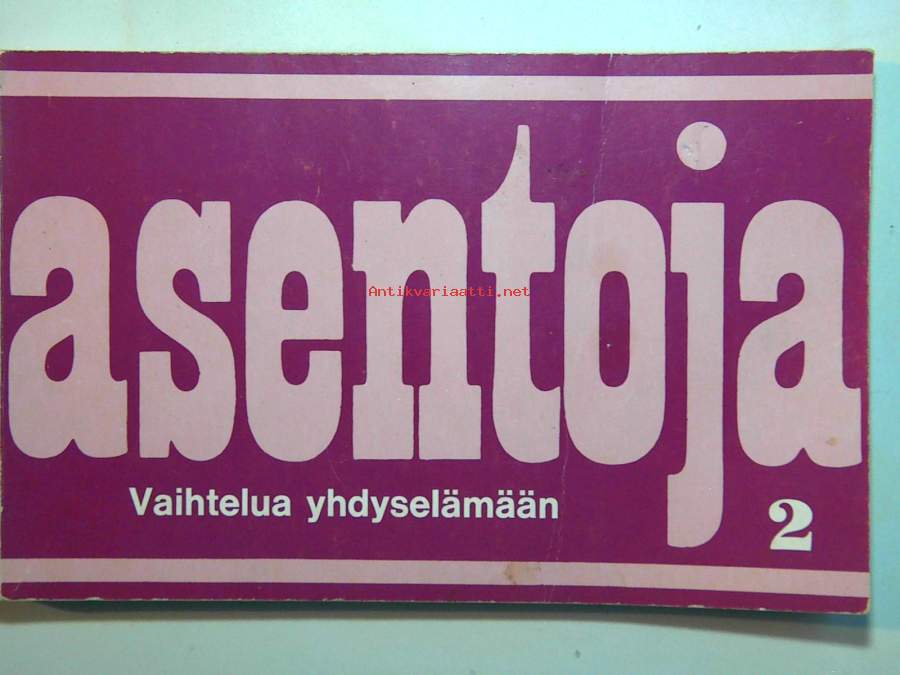 asentoja
Antikvariaatti.net
Vaihtelua yhdyselämään
2